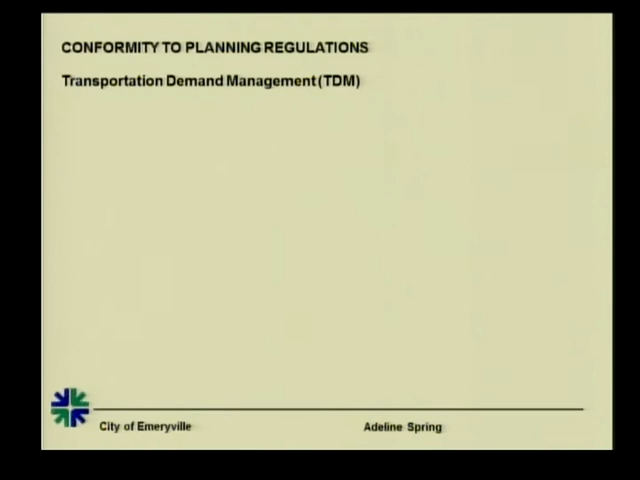 CONFORMITY TO PLANNING REGULATIONS
Transportation Demand Management (TDM)
City of Emeryville
Adeline Spring